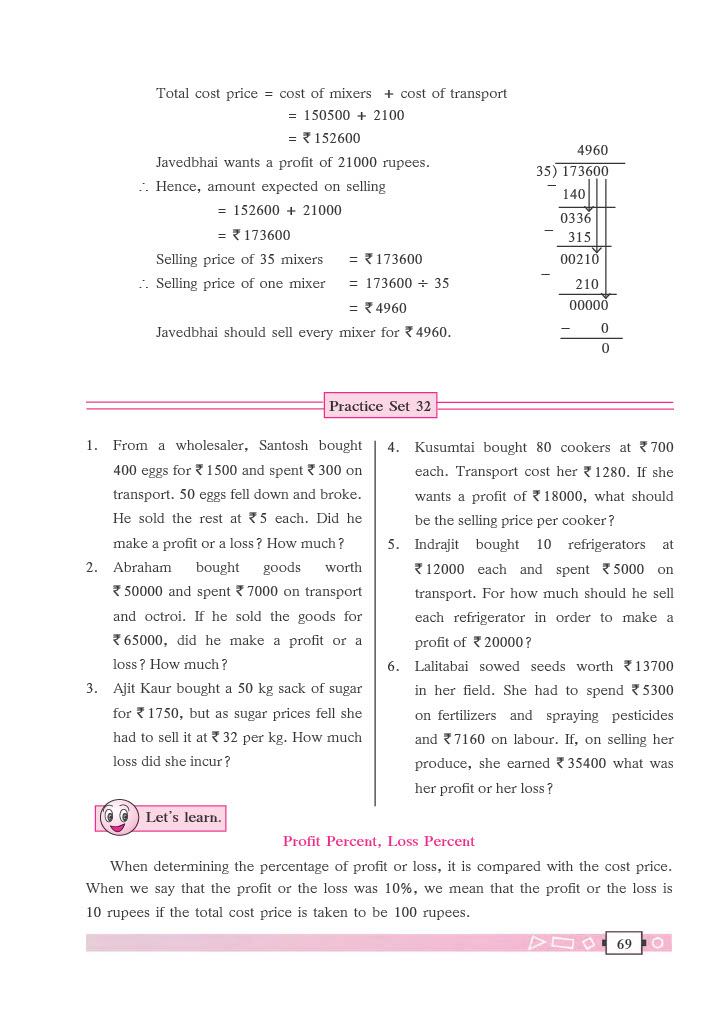 Total cost price = cost of mixers + cost of transport
= 150500 + 2100
= ₹ 152600
Javedbhai wants a profit of 21000 rupees.
∴ Hence, amount expected on selling
= 152600 + 21000
= ₹ 173600
Selling price of 35 mixers = ₹ 173600
∴ Selling price of one mixer = 173600 ÷ 35
= ₹ 4960
Javedbhai should sell every mixer for ₹ 4960.
4960
35) 173600
− 140
0336
− 315
00210
− 210
00000
− 0
0
Practice Set 32
1. From a wholesaler, Santosh bought
400 eggs for ₹ 1500 and spent ₹ 300 on
transport. 50 eggs fell down and broke.
He sold the rest at ₹ 5 each. Did he
make a profit or a loss? How much?
2. Abraham bought goods worth
₹ 50000 and spent ₹ 7000 on transport
and octroi. If he sold the goods for
₹ 65000, did he make a profit or a
loss? How much?
3. Ajit Kaur bought a 50 kg sack of sugar
for ₹ 1750, but as sugar prices fell she
had to sell it at ₹ 32 per kg. How much
loss did she incur?
4. Kusumtai bought 80 cookers at ₹ 700
each. Transport cost her ₹ 1280. If she
wants a profit of ₹ 18000, what should
be the selling price per cooker?
5. Indrajit bought 10 refrigerators at
₹ 12000 each and spent ₹ 5000 on
transport. For how much should he sell
each refrigerator in order to make a
profit of ₹ 20000?
6. Lalitabai sowed seeds worth ₹ 13700
in her field. She had to spend ₹ 5300
on fertilizers and spraying pesticides
and ₹ 7160 on labour. If, on selling her
produce, she earned ₹ 35400 what was
her profit or her loss?
Let's learn.
Profit Percent, Loss Percent
When determining the percentage of profit or loss, it is compared with the cost price.
When we say that the profit or the loss was 10%, we mean that the profit or the loss is
10 rupees if the total cost price is taken to be 100 rupees.
69